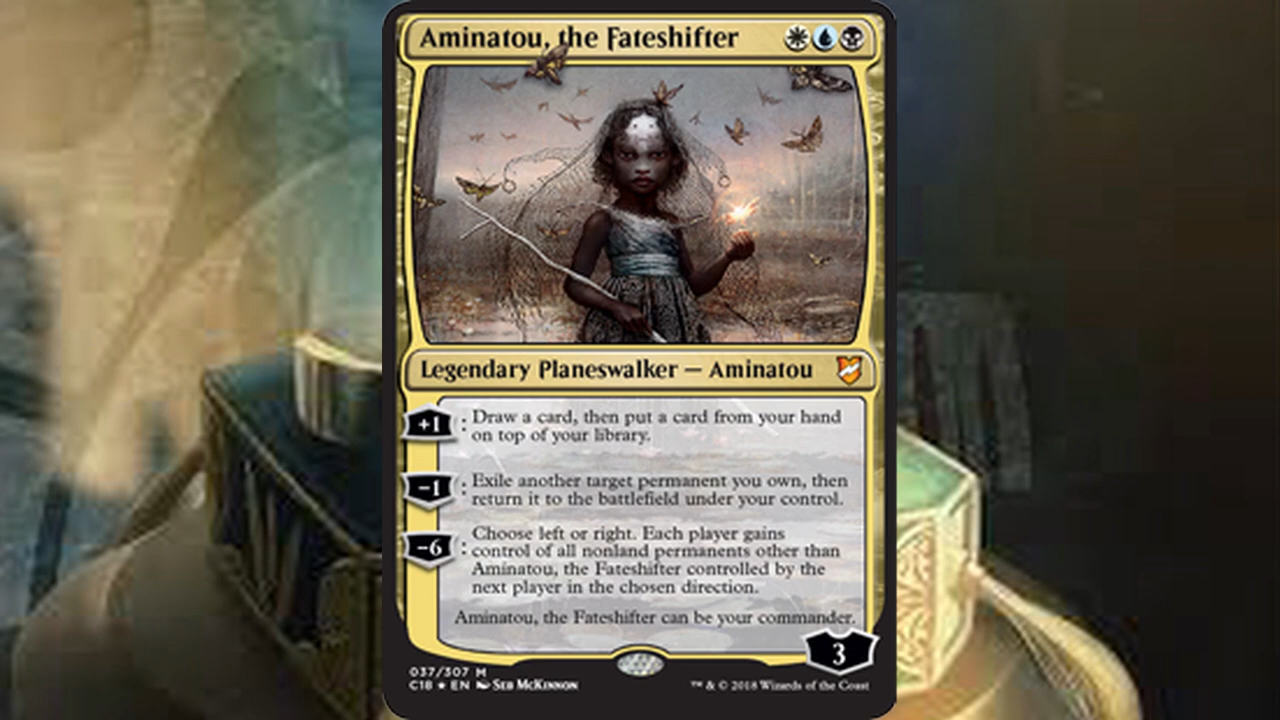 Aminatou, the Fateshifter
Legendary Planeswalker — Aminatou
+1 : Draw a card, then put a card from your hand
on top of your library.
−1 : Exile another target permanent you own, then
return it to the battlefield under your control.
−6 : Choose left or right. Each player gains
control of all nonland permanents other than
Aminatou, the Fateshifter controlled by the
next player in the chosen direction.
Aminatou, the Fateshifter can be your commander.
3
037/307 M
C18 ★ EN Seb McKinnon
™ & © 2018 Wizards of the Coast